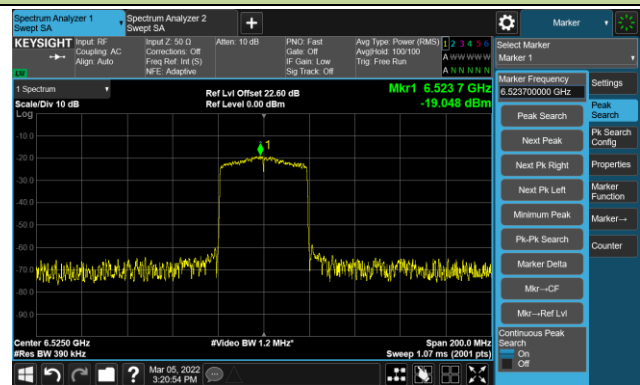 Spectrum Analyzer 1
Swept SA
Spectrum Analyzer 2
Swept SA
+
Marker
KEYSIGHT
Input: RF
Coupling: AC
Align: Auto
Input Z: 50 Ω
Corrections: Off
Freq Ref: Int (S)
NFE: Adaptive
Atten: 10 dB
PNO: Fast
Gate: Off
IF Gain: Low
Sig Track: Off
Avg Type: Power (RMS)
Avg|Hold: 100/100
Trig: Free Run
1 2 3 4 5 6
A W W W W W
A N N N N N
Select Marker
Marker 1
Marker Frequency
6.523700000 GHz
Settings
Peak Search
Next Peak
Next Pk Right
Next Pk Left
Minimum Peak
Pk-Pk Search
Marker Delta
Mkr→CF
Mkr→Ref Lvl
Continuous Peak
Search
On
Off
Peak
Search
Pk Search
Config
Properties
Marker
Function
Marker→
Counter
1 Spectrum
Scale/Div 10 dB
Log
Ref Lvl Offset 22.60 dB
Ref Level 0.00 dBm
Mkr1 6.523 7 GHz
-19.048 dBm
1
-10.0
-20.0
-30.0
-40.0
-50.0
-60.0
-70.0
-80.0
-90.0
Center 6.5250 GHz
#Res BW 390 kHz
#Video BW 1.2 MHz*
Span 200.0 MHz
Sweep 1.07 ms (2001 pts)
?
Mar 05, 2022
3:20:54 PM